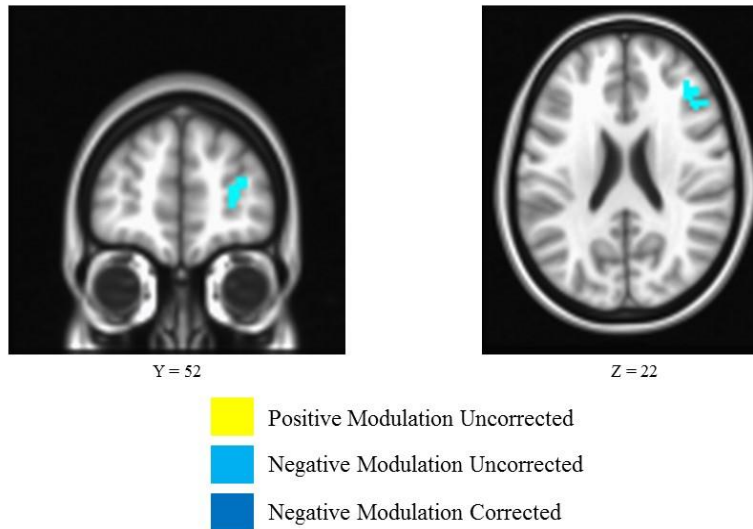 Y = 52
Z = 22
Positive Modulation Uncorrected
Negative Modulation Uncorrected
Negative Modulation Corrected